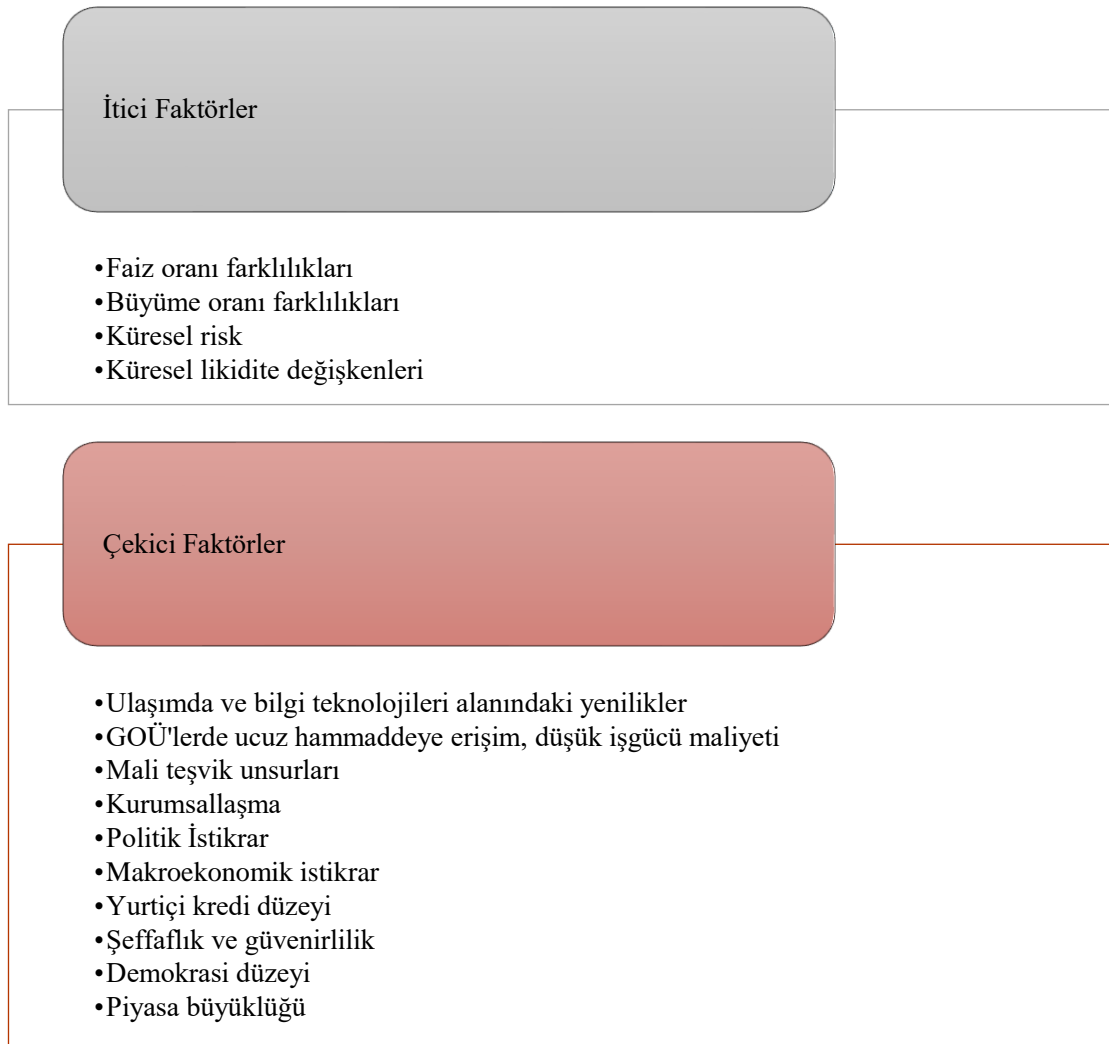 İtici Faktörler
•Faiz oranı farklılıkları
•Büyüme oranı farklılıkları
•Küresel risk
•Küresel likidite değişkenleri
Çekici Faktörler
•Ulaşımda ve bilgi teknolojileri alanındaki yenilikler
•GOÜ'lerde ucuz hammaddeye erişim, düşük işgücü maliyeti
•Mali teşvik unsurları
•Kurumsallaşma
•Politik İstikrar
•Makroekonomik istikrar
•Yurtiçi kredi düzeyi
•Şeffaflık ve güvenirlilik
•Demokrasi düzeyi
•Piyasa büyüklüğü